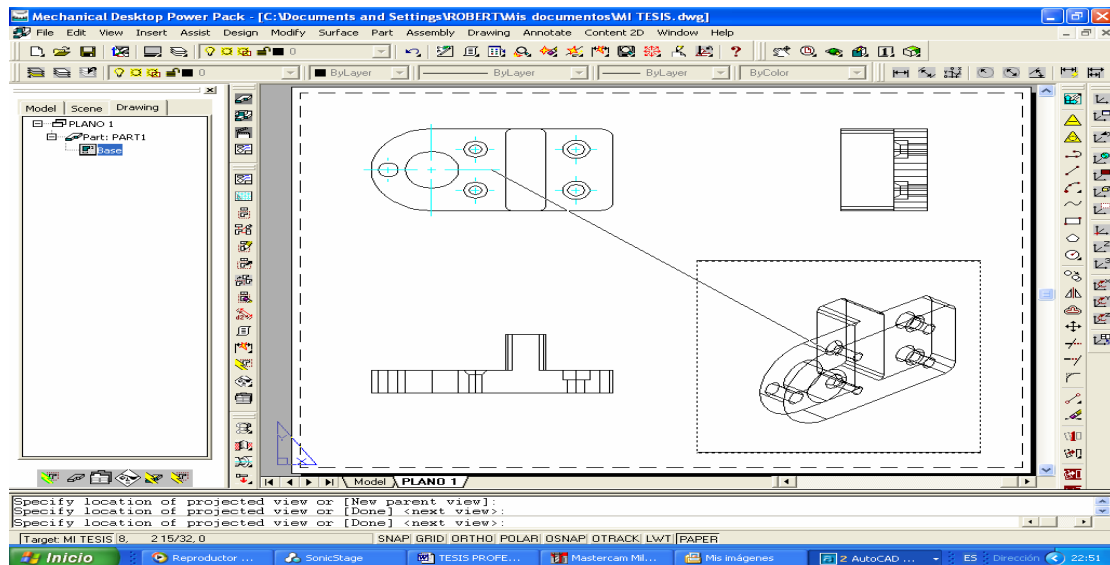 Mechanical Desktop Power Pack - [C:\Documents and Settings\ROBERT\Mis documentos\MI TESIS.dwg]
File Edit View Insert Assist Design Modify Surface Part Assembly Drawing Annotate Content 2D Window Help
0
0 ByLayer ByLayer ByLayer ByColor
Model Scene Drawing
PLANO 1
Part: PART1
Base
Model PLANO 1
Specify location of projected view or [New parent view]:
Specify location of projected view or [Done] <next view>:
Specify location of projected view or [Done] <next view>:
Target: MI TESIS 8, 2 15/32, 0 SNAP GRID ORTHO POLAR OSNAP OTRACK LWT PAPER
Inicio Reproductor ... SonicStage TESIS PROFE... Mastercam Mil... Mis imágenes 2 AutoCAD ... ES Dirección 22:51